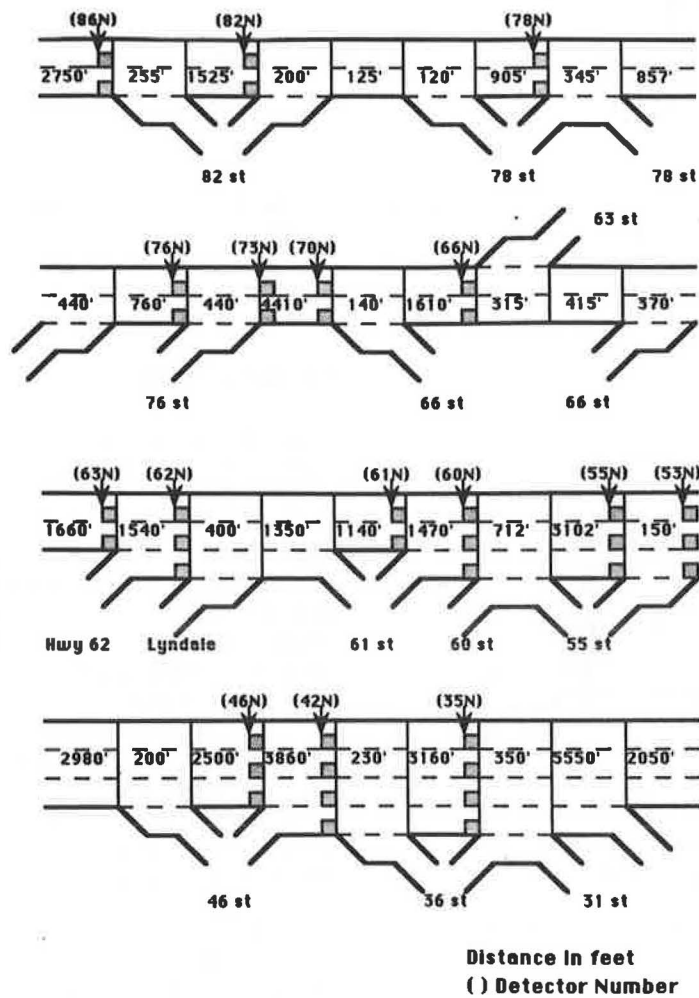 (86N) (82N) (78N)
2750' 255' 1525' 200' 125' 120' 905' 345' 857'
82 st 78 st 78 st
63 st
(76N) (73N) (70N) (66N)
440' 760' 440' 4410' 140' 1610' 315' 415' 370'
76 st 66 st 66 st
(63N) (62N) (61N) (60N) (55N) (53N)
1660' 1540' 400' 1350' 1140' 1470' 712' 3102' 150'
Hwy 62 Lyndale 61 st 60 st 55 st
(46N) (42N) (35N)
2980' 200' 2500' 3860' 230' 3160' 350' 5550' 2050'
46 st 36 st 31 st
Distance in feet
( ) Detector Number